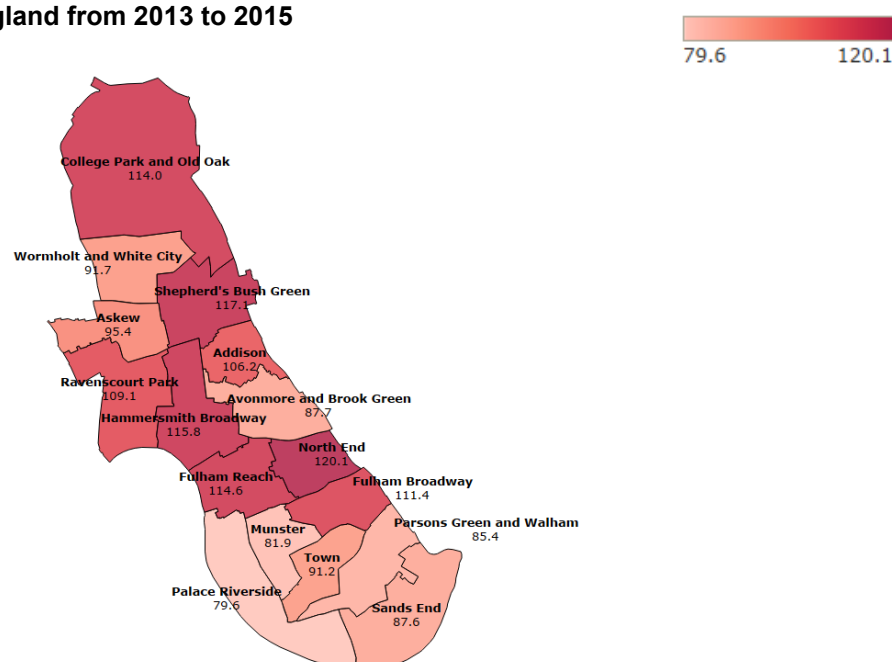 gland from 2013 to 2015
79.6 120.1
College Park and Old Oak
114.0
Wormholt and White City
91.7
Shepherd's Bush Green
117.1
Askew
95.4
Addison
106.2
Ravenscourt Park
109.1
Avonmore and Brook Green
87.7
Hammersmith Broadway
115.8
North End
120.1
Fulham Reach
114.6
Fulham Broadway
111.4
Parsons Green and Walham
85.4
Munster
81.9
Town
91.2
Palace Riverside
79.6
Sands End
87.6